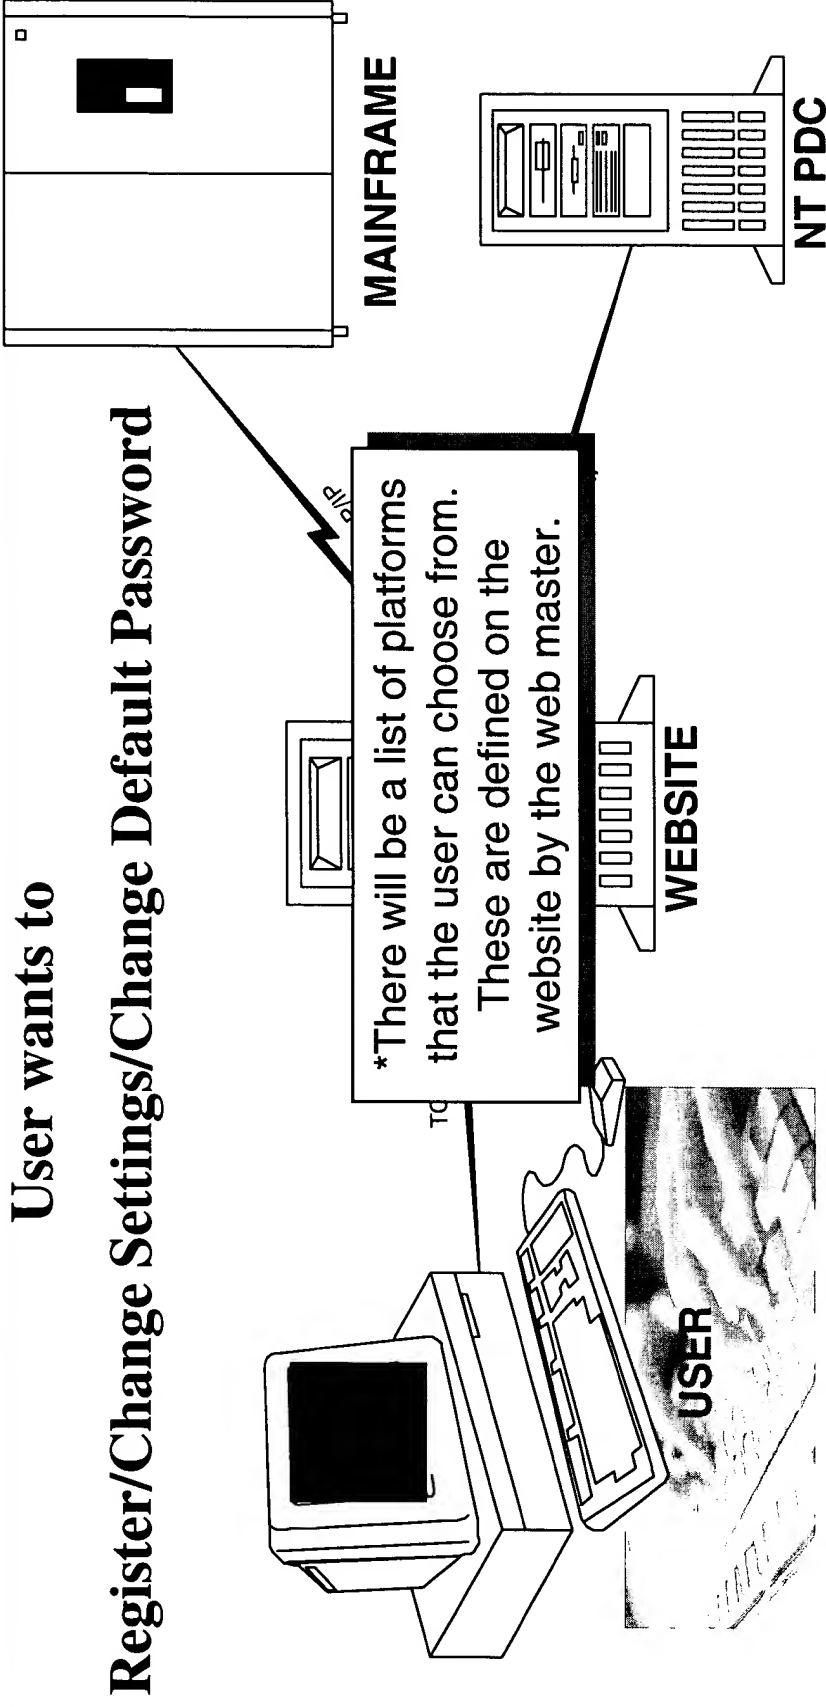 User wants to
Register/Change Settings/Change Default Password
MAINFRAME
P/IP
*There will be a list of platforms
that the user can choose from.
These are defined on the
website by the web master.
NT PDC
WEBSITE
USER